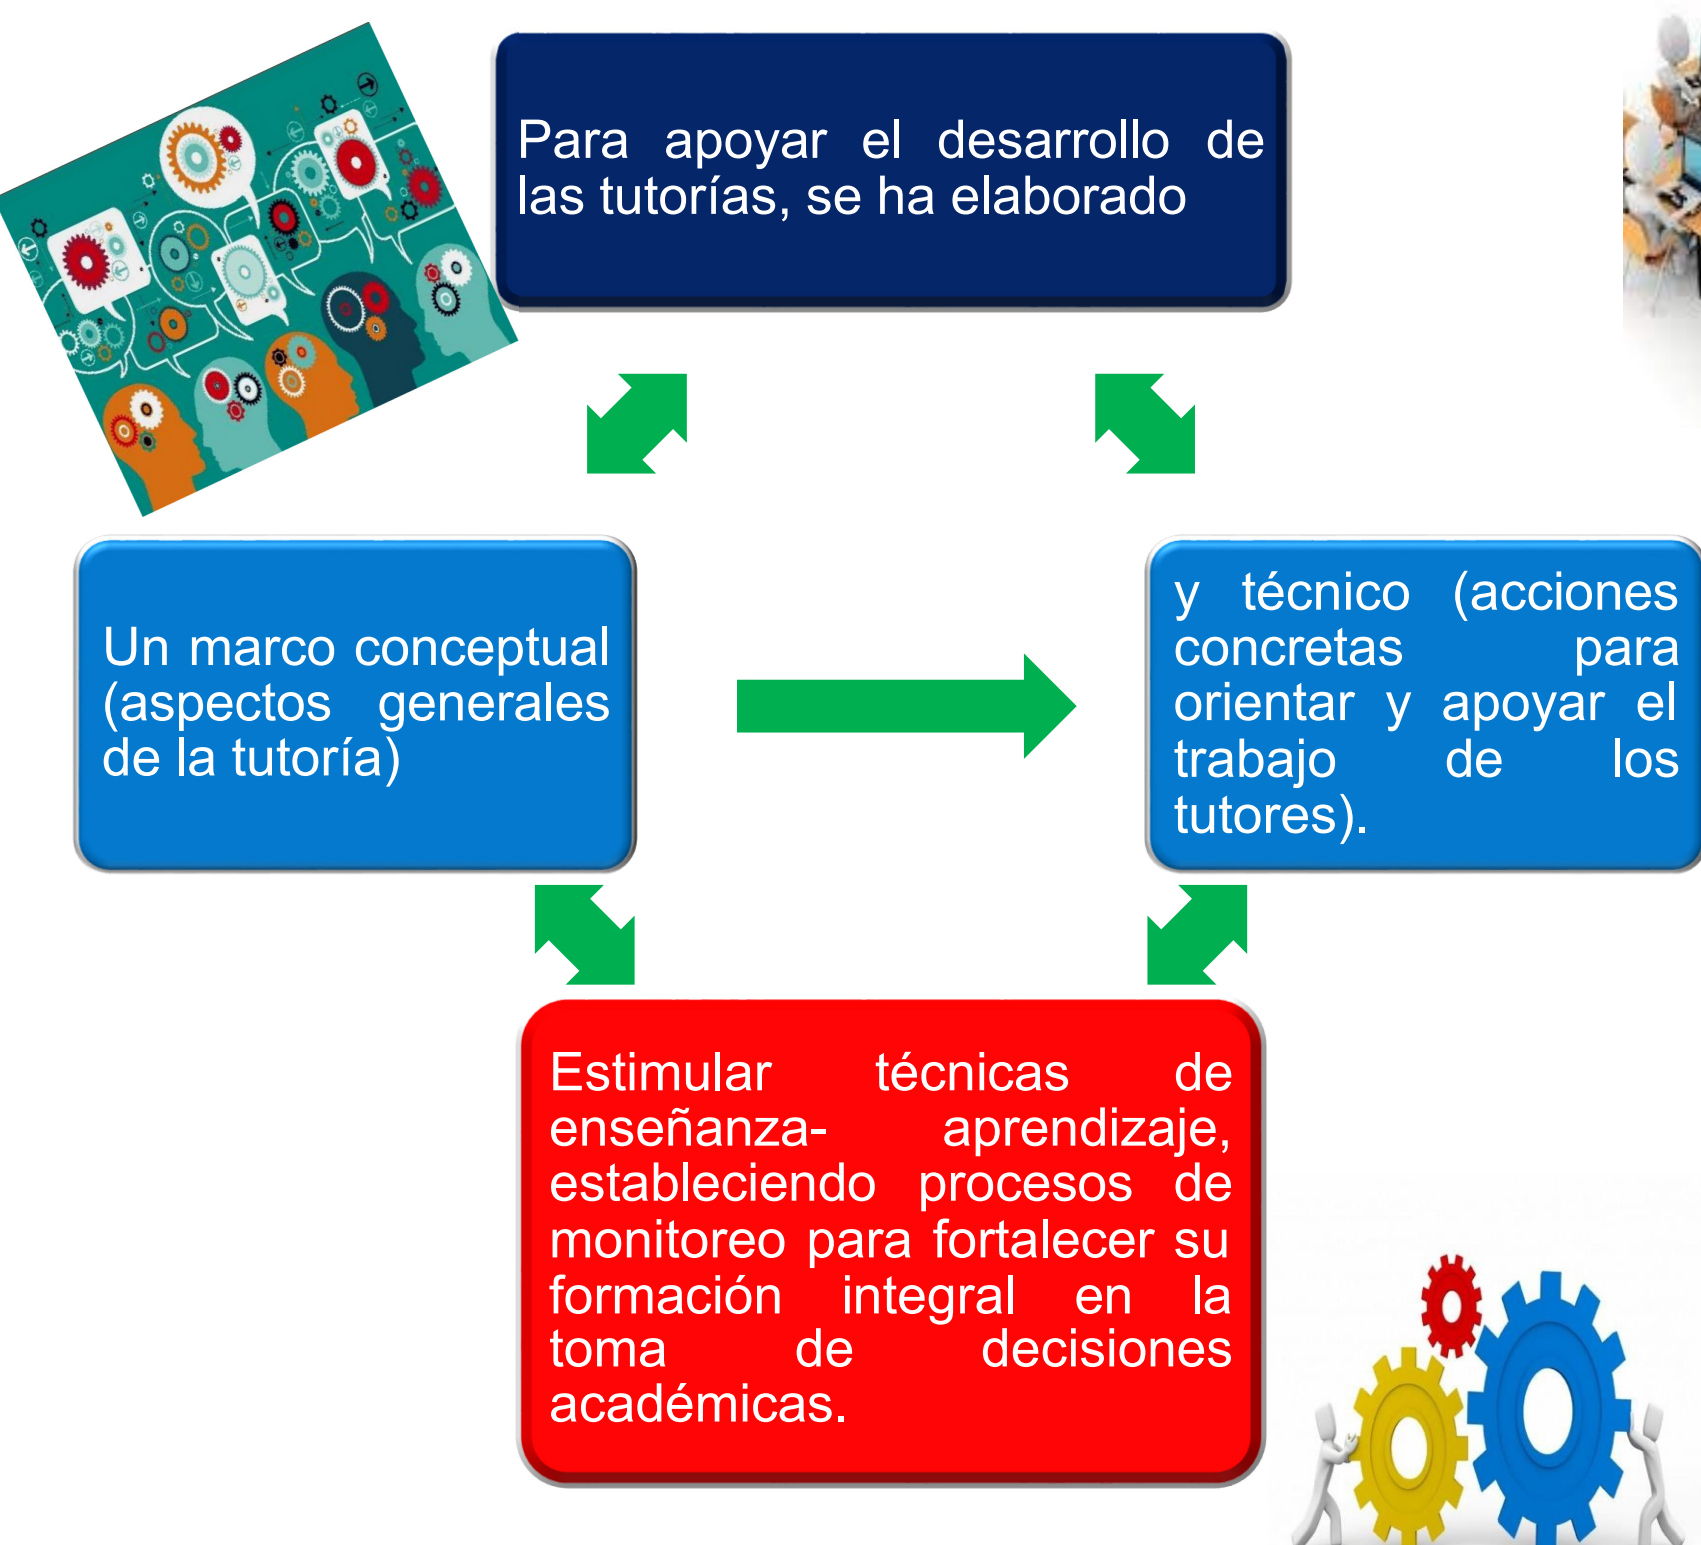 Para apoyar el desarrollo de
las tutorías, se ha elaborado
Un marco conceptual
(aspectos generales
de la tutoría)
y técnico (acciones
concretas para
orientar y apoyar el
trabajo de los
tutores).
Estimular técnicas de
enseñanza- aprendizaje,
estableciendo procesos de
monitoreo para fortalecer su
formación integral en la
toma de decisiones
académicas.